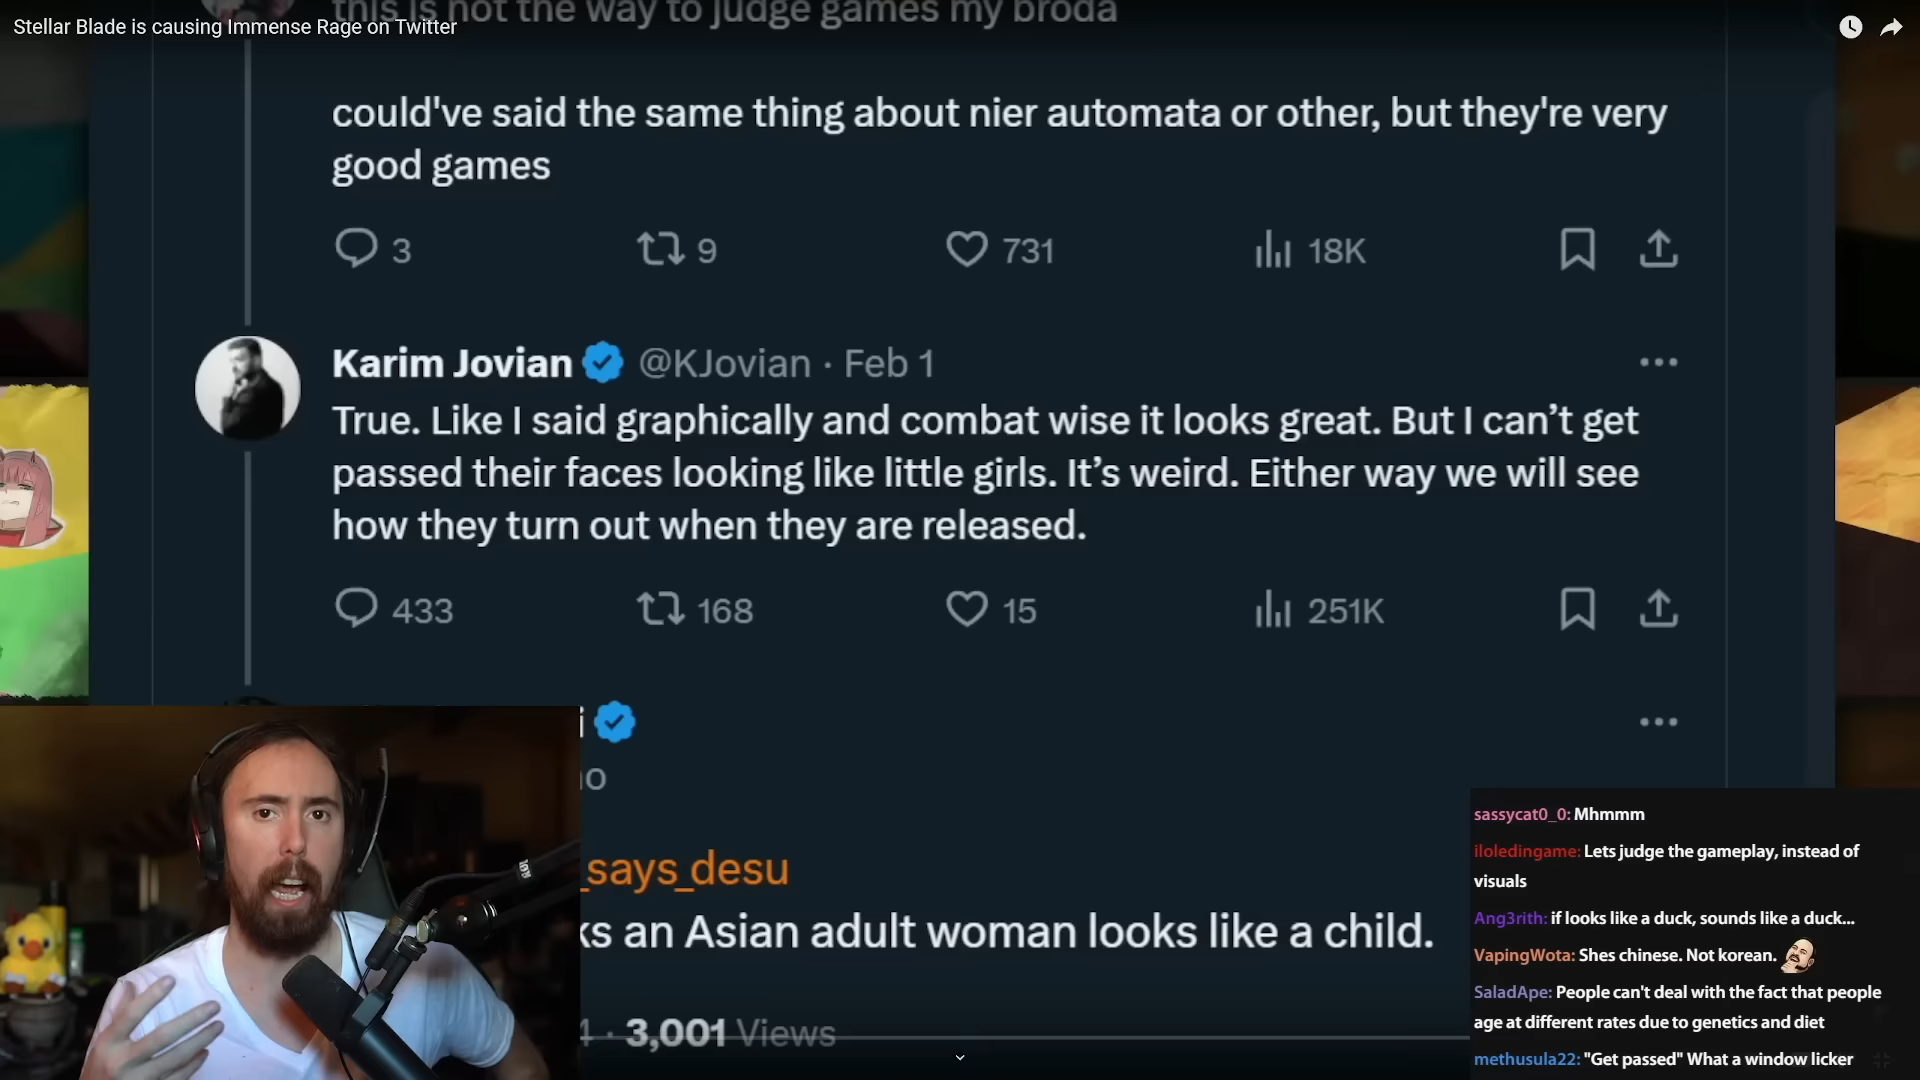 this is not the way to judge games my broda
Stellar Blade is causing Immense Rage on Twitter
could've said the same thing about nier automata or other, but they're very
good games
3 9 731 18K
Karim Jovian @KJovian · Feb 1
True. Like I said graphically and combat wise it looks great. But I can’t get
passed their faces looking like little girls. It’s weird. Either way we will see
how they turn out when they are released.
433 168 15 251K
_says_desu
an Asian adult woman looks like a child.
· 3,001 Views
sassycat0_0: Mhmmm
iloledingame: Lets judge the gameplay, instead of
visuals
Ang3rith: if looks like a duck, sounds like a duck...
VapingWota: Shes chinese. Not korean.
SaladApe: People can't deal with the fact that people
age at different rates due to genetics and diet
methusula22: "Get passed" What a window licker